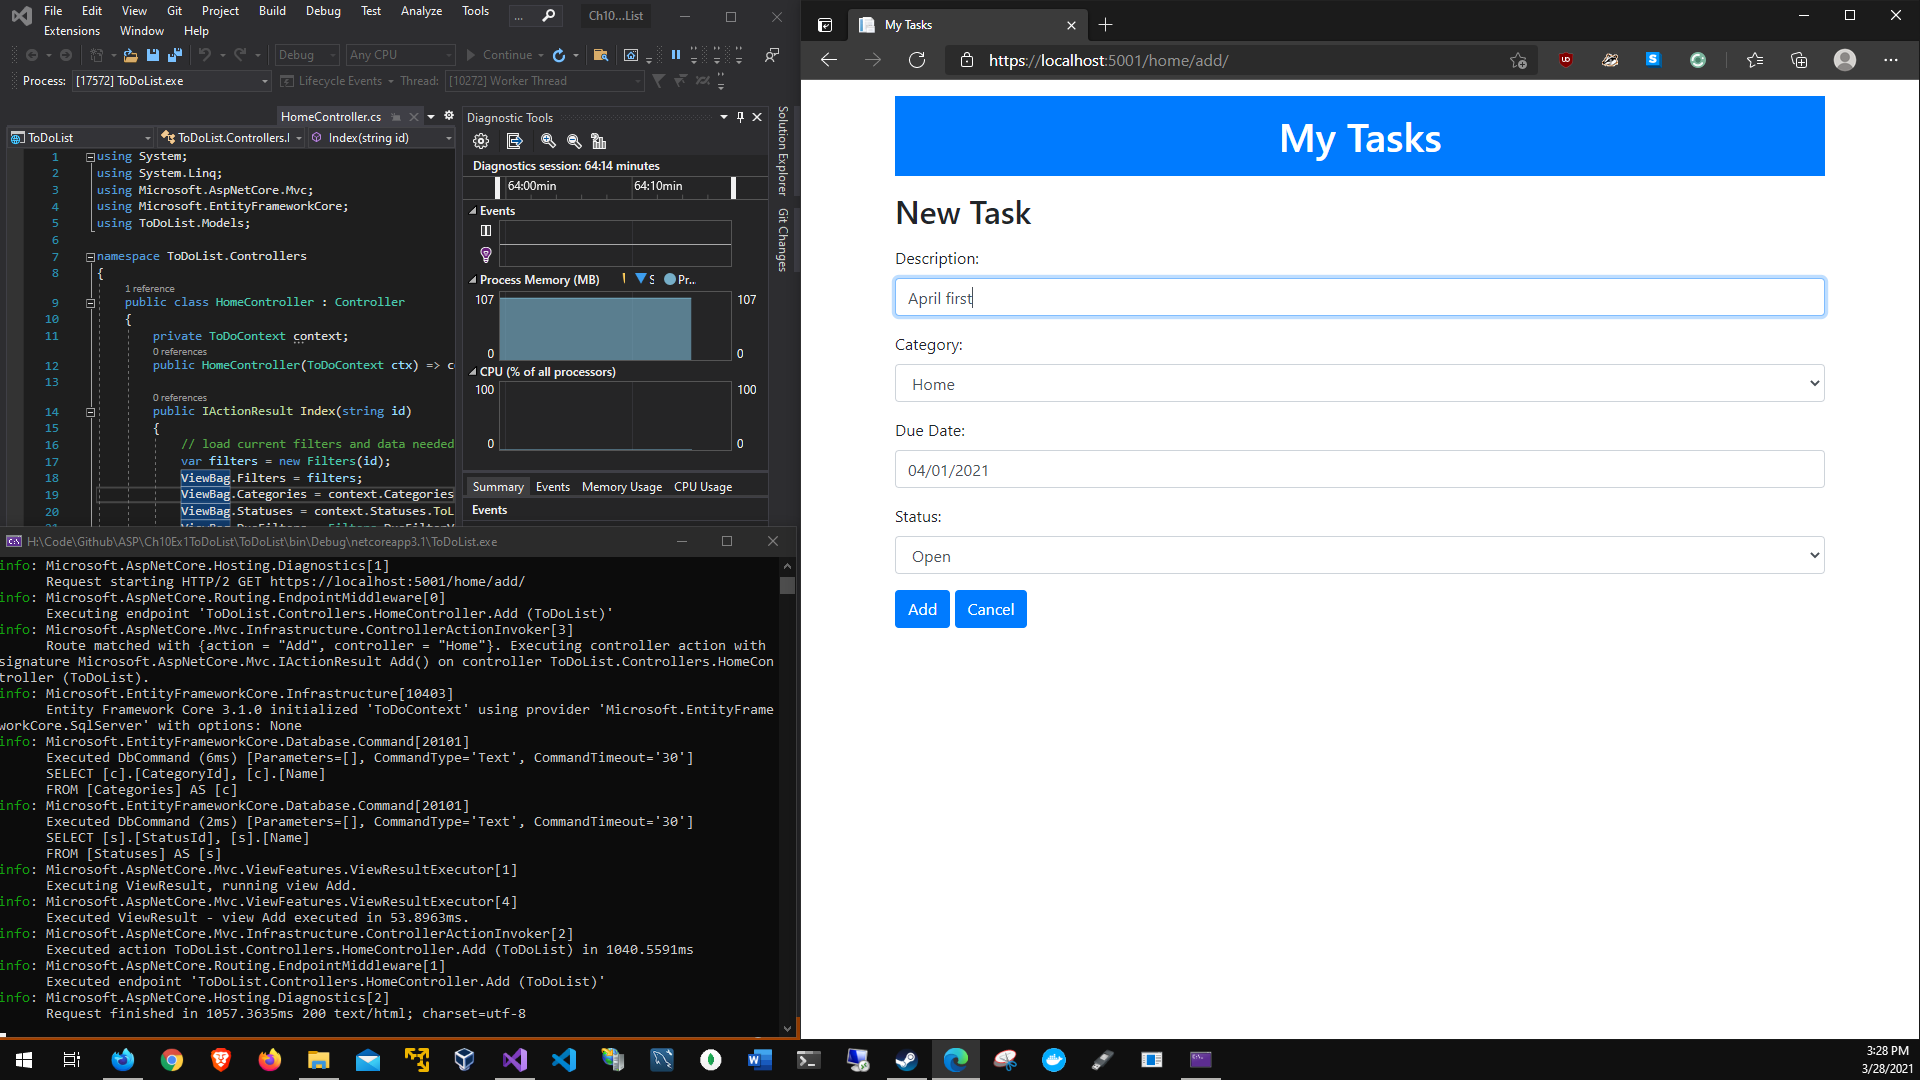 File Edit View Git Project Build Debug Test Analyze Tools
... Ch10...List
Extensions Window Help
Debug Any CPU Continue
Process: [17572] ToDoList.exe Lifecycle Events Thread: [10272] Worker Thread
HomeController.cs
ToDoList ToDoList.Controllers.I Index(string id)
1 using System;
2 using System.Linq;
3 using Microsoft.AspNetCore.Mvc;
4 using Microsoft.EntityFrameworkCore;
5 using ToDoList.Models;
6
7 namespace ToDoList.Controllers
8 {
1 reference
9 public class HomeController : Controller
10 {
11 private ToDoContext context;
0 references
12 public HomeController(ToDoContext ctx) => c
13
0 references
14 public IActionResult Index(string id)
15 {
16 // load current filters and data needed
17 var filters = new Filters(id);
18 ViewBag.Filters = filters;
19 ViewBag.Categories = context.Categories
20 ViewBag.Statuses = context.Statuses.ToL
Diagnostic Tools
Diagnostics session: 64:14 minutes
64:00min 64:10min
Events
Process Memory (MB) S Pr...
107 107
0 0
CPU (% of all processors)
100 100
0 0
Summary Events Memory Usage CPU Usage
Events
Solution Explorer
Git Changes
H:\Code\Github\ASP\Ch10Ex1ToDoList\ToDoList\bin\Debug\netcoreapp3.1\ToDoList.exe
info: Microsoft.AspNetCore.Hosting.Diagnostics[1]
Request starting HTTP/2 GET https://localhost:5001/home/add/
info: Microsoft.AspNetCore.Routing.EndpointMiddleware[0]
Executing endpoint 'ToDoList.Controllers.HomeController.Add (ToDoList)'
info: Microsoft.AspNetCore.Mvc.Infrastructure.ControllerActionInvoker[3]
Route matched with {action = "Add", controller = "Home"}. Executing controller action with
signature Microsoft.AspNetCore.Mvc.IActionResult Add() on controller ToDoList.Controllers.HomeCon
troller (ToDoList).
info: Microsoft.EntityFrameworkCore.Infrastructure[10403]
Entity Framework Core 3.1.0 initialized 'ToDoContext' using provider 'Microsoft.EntityFrame
workCore.SqlServer' with options: None
info: Microsoft.EntityFrameworkCore.Database.Command[20101]
Executed DbCommand (6ms) [Parameters=[], CommandType='Text', CommandTimeout='30']
SELECT [c].[CategoryId], [c].[Name]
FROM [Categories] AS [c]
info: Microsoft.EntityFrameworkCore.Database.Command[20101]
Executed DbCommand (2ms) [Parameters=[], CommandType='Text', CommandTimeout='30']
SELECT [s].[StatusId], [s].[Name]
FROM [Statuses] AS [s]
info: Microsoft.AspNetCore.Mvc.ViewFeatures.ViewResultExecutor[1]
Executing ViewResult, running view Add.
info: Microsoft.AspNetCore.Mvc.ViewFeatures.ViewResultExecutor[4]
Executed ViewResult - view Add executed in 53.8963ms.
info: Microsoft.AspNetCore.Mvc.Infrastructure.ControllerActionInvoker[2]
Executed action ToDoList.Controllers.HomeController.Add (ToDoList) in 1040.5591ms
info: Microsoft.AspNetCore.Routing.EndpointMiddleware[1]
Executed endpoint 'ToDoList.Controllers.HomeController.Add (ToDoList)'
info: Microsoft.AspNetCore.Hosting.Diagnostics[2]
Request finished in 1057.3635ms 200 text/html; charset=utf-8
My Tasks
https://localhost:5001/home/add/
My Tasks
New Task
Description:
April first
Category:
Home
Due Date:
04/01/2021
Status:
Open
Add Cancel
3:28 PM
3/28/2021